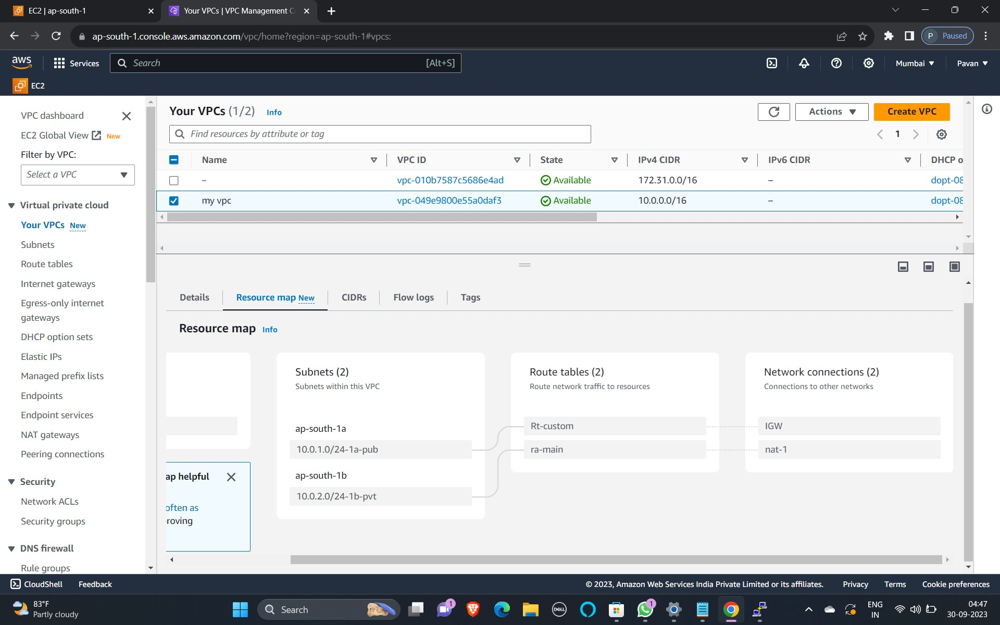 EC2 | ap-south-1
Your VPCs | VPC Management C
ap-south-1.console.aws.amazon.com/vpc/home?region=ap-south-1#vpcs:
P Paused
aws
Services
Search
[Alt+S]
Mumbai
Pavan
EC2
VPC dashboard
EC2 Global View New
Filter by VPC:
Select a VPC
Virtual private cloud
Your VPCs New
Subnets
Route tables
Internet gateways
Egress-only internet
gateways
DHCP option sets
Elastic IPs
Managed prefix lists
Endpoints
Endpoint services
NAT gateways
Peering connections
Security
Network ACLs
Security groups
DNS firewall
Rule groups
Your VPCs (1/2) Info
Actions
Create VPC
Find resources by attribute or tag
1
Name VPC ID State IPv4 CIDR IPv6 CIDR DHCP o
– vpc-010b7587c5686e4ad Available 172.31.0.0/16 – dopt-08
my vpc vpc-049e9800e55a0daf3 Available 10.0.0.0/16 – dopt-08
Details Resource map New CIDRs Flow logs Tags
Resource map Info
ap helpful
often as
roving
Subnets (2)
Subnets within this VPC
ap-south-1a
10.0.1.0/24-1a-pub
ap-south-1b
10.0.2.0/24-1b-pvt
Route tables (2)
Route network traffic to resources
Rt-custom
ra-main
Network connections (2)
Connections to other networks
IGW
nat-1
CloudShell
Feedback
© 2023, Amazon Web Services India Private Limited or its affiliates.
Privacy
Terms
Cookie preferences
83°F
Partly cloudy
Search
1
DELL
1
ENG
IN
04:47
30-09-2023